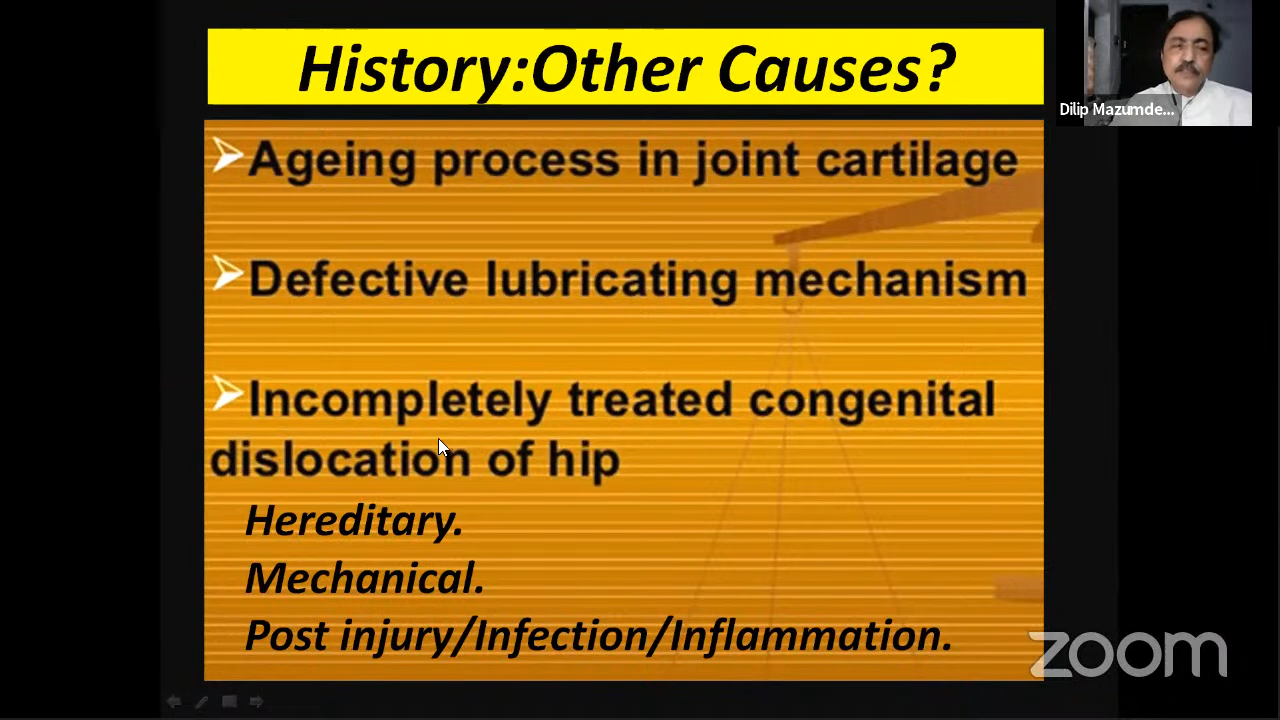 History:Other Causes?
Dilip Mazumde...
Ageing process in joint cartilage
Defective lubricating mechanism
Incompletely treated congenital
dislocation of hip
Hereditary.
Mechanical.
Post injury/Infection/Inflammation.
zoom